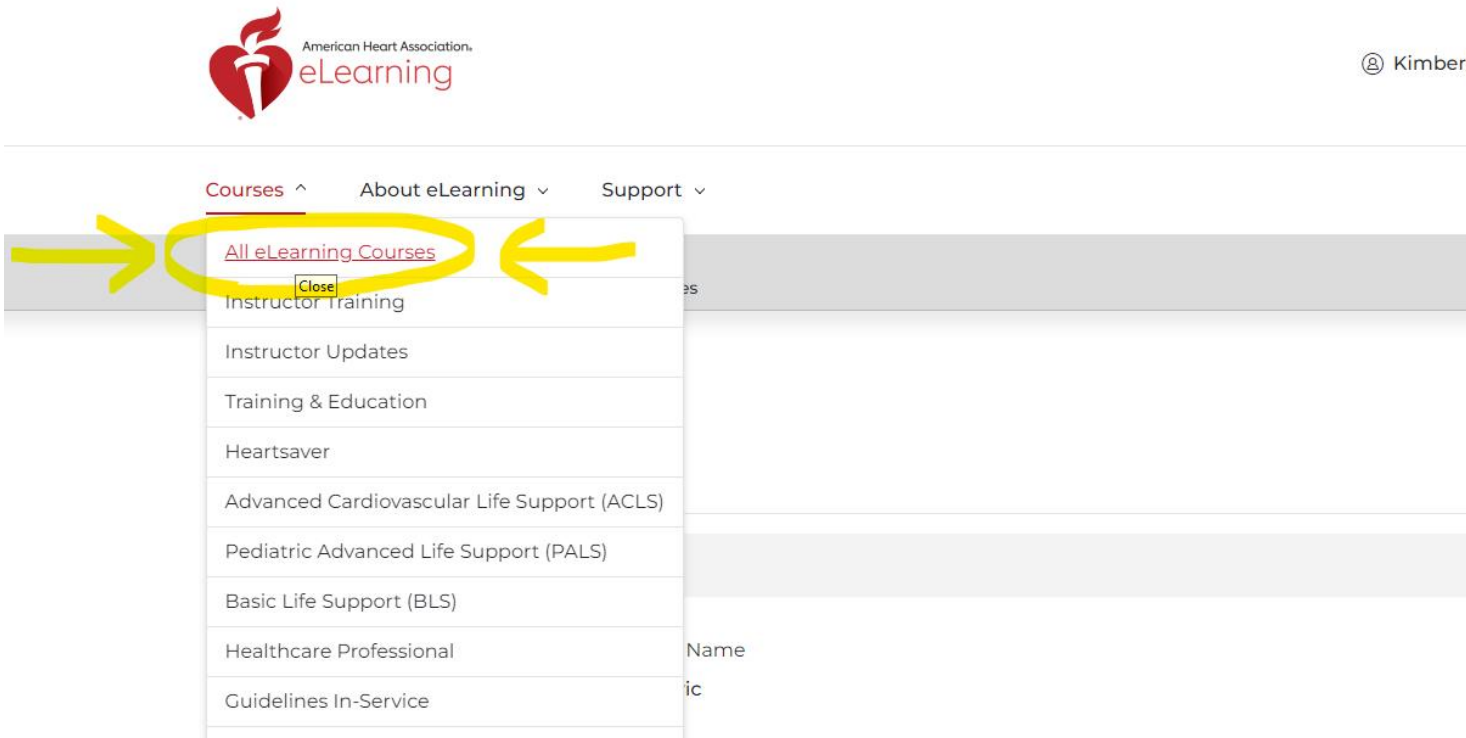 American Heart Association.
eLearning
Kimber
Courses
About eLearning
Support
All eLearning Courses
Close
es
Instructor Training
Instructor Updates
Training & Education
Heartsaver
Advanced Cardiovascular Life Support (ACLS)
Pediatric Advanced Life Support (PALS)
Basic Life Support (BLS)
Healthcare Professional
Name
ic
Guidelines In-Service